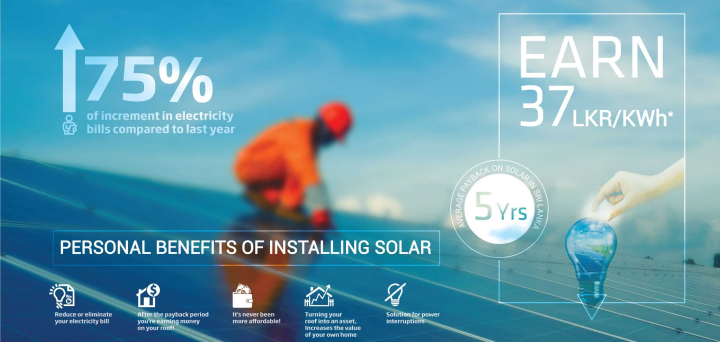 75%
of increment in electricity
bills compared to last year
EARN
37 LKR/KWh*
AVERAGE PAYBACK ON SOLAR IN SRI LANKA
5 Yrs
PERSONAL BENEFITS OF INSTALLING SOLAR
Reduce or eliminate
your electricity bill
After the payback period
you're earning money
on your roof!
It's never been
more affordable!
Turning your
roof into an asset,
Increases the value
of your own home
Solution for power
interruptions